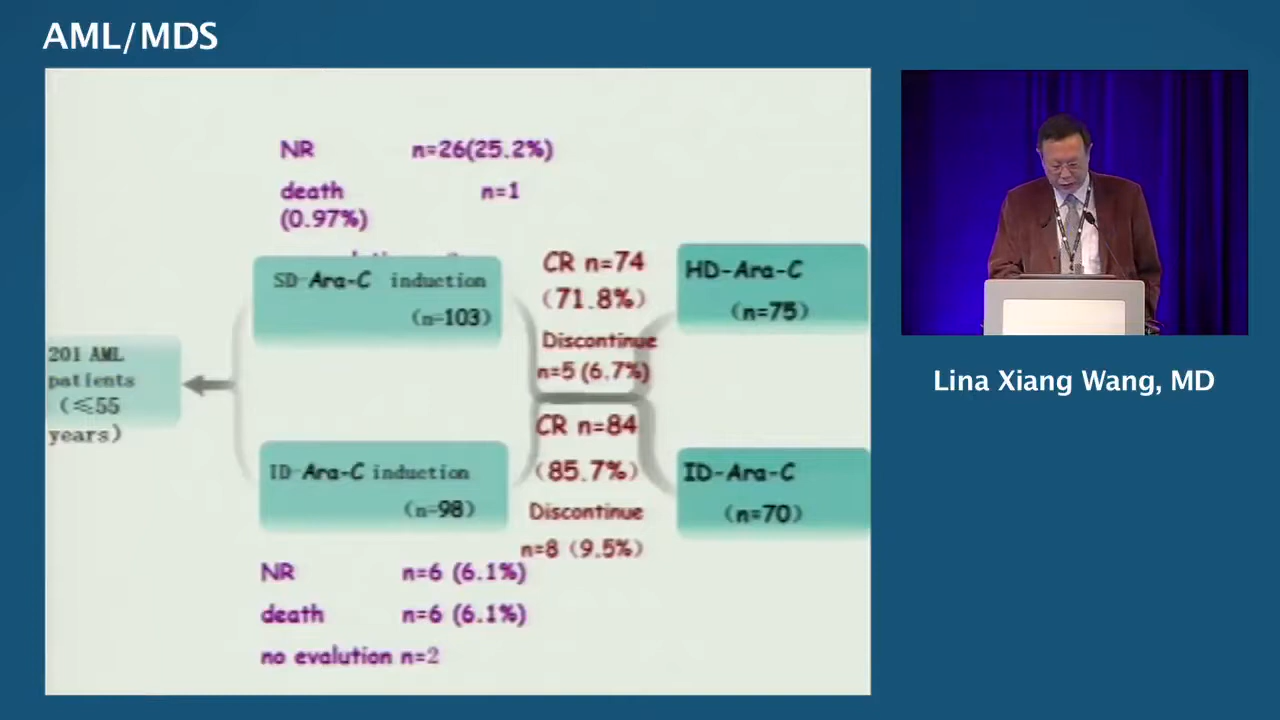 AML/MDS
NR n=26(25.2%)
death n=1
(0.97%)
SD-Ara-C induction
(n=103)
CR n=74
(71.8%)
Discontinue
n=5 (6.7%)
HD-Ara-C
(n=75)
201 AML
patients
(≤55
years)
ID-Ara-C induction
(n=98)
CR n=84
(85.7%)
Discontinue
n=8 (9.5%)
ID-Ara-C
(n=70)
NR n=6 (6.1%)
death n=6 (6.1%)
no evalution n=2
Lina Xiang Wang, MD